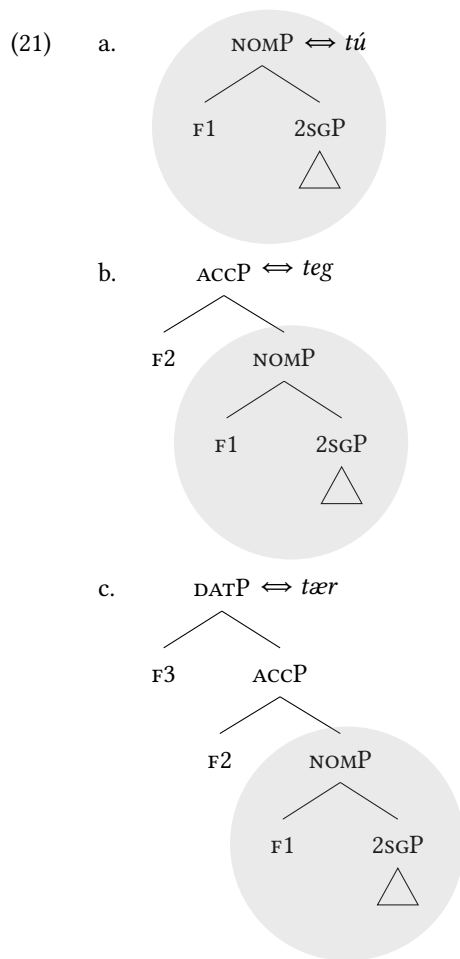 (21) a. NOMP ⇔ tú
F1 2SGP
b. ACCP ⇔ teg
F2 NOMP
F1 2SGP
c. DATP ⇔ tær
F3 ACCP
F2 NOMP
F1 2SGP